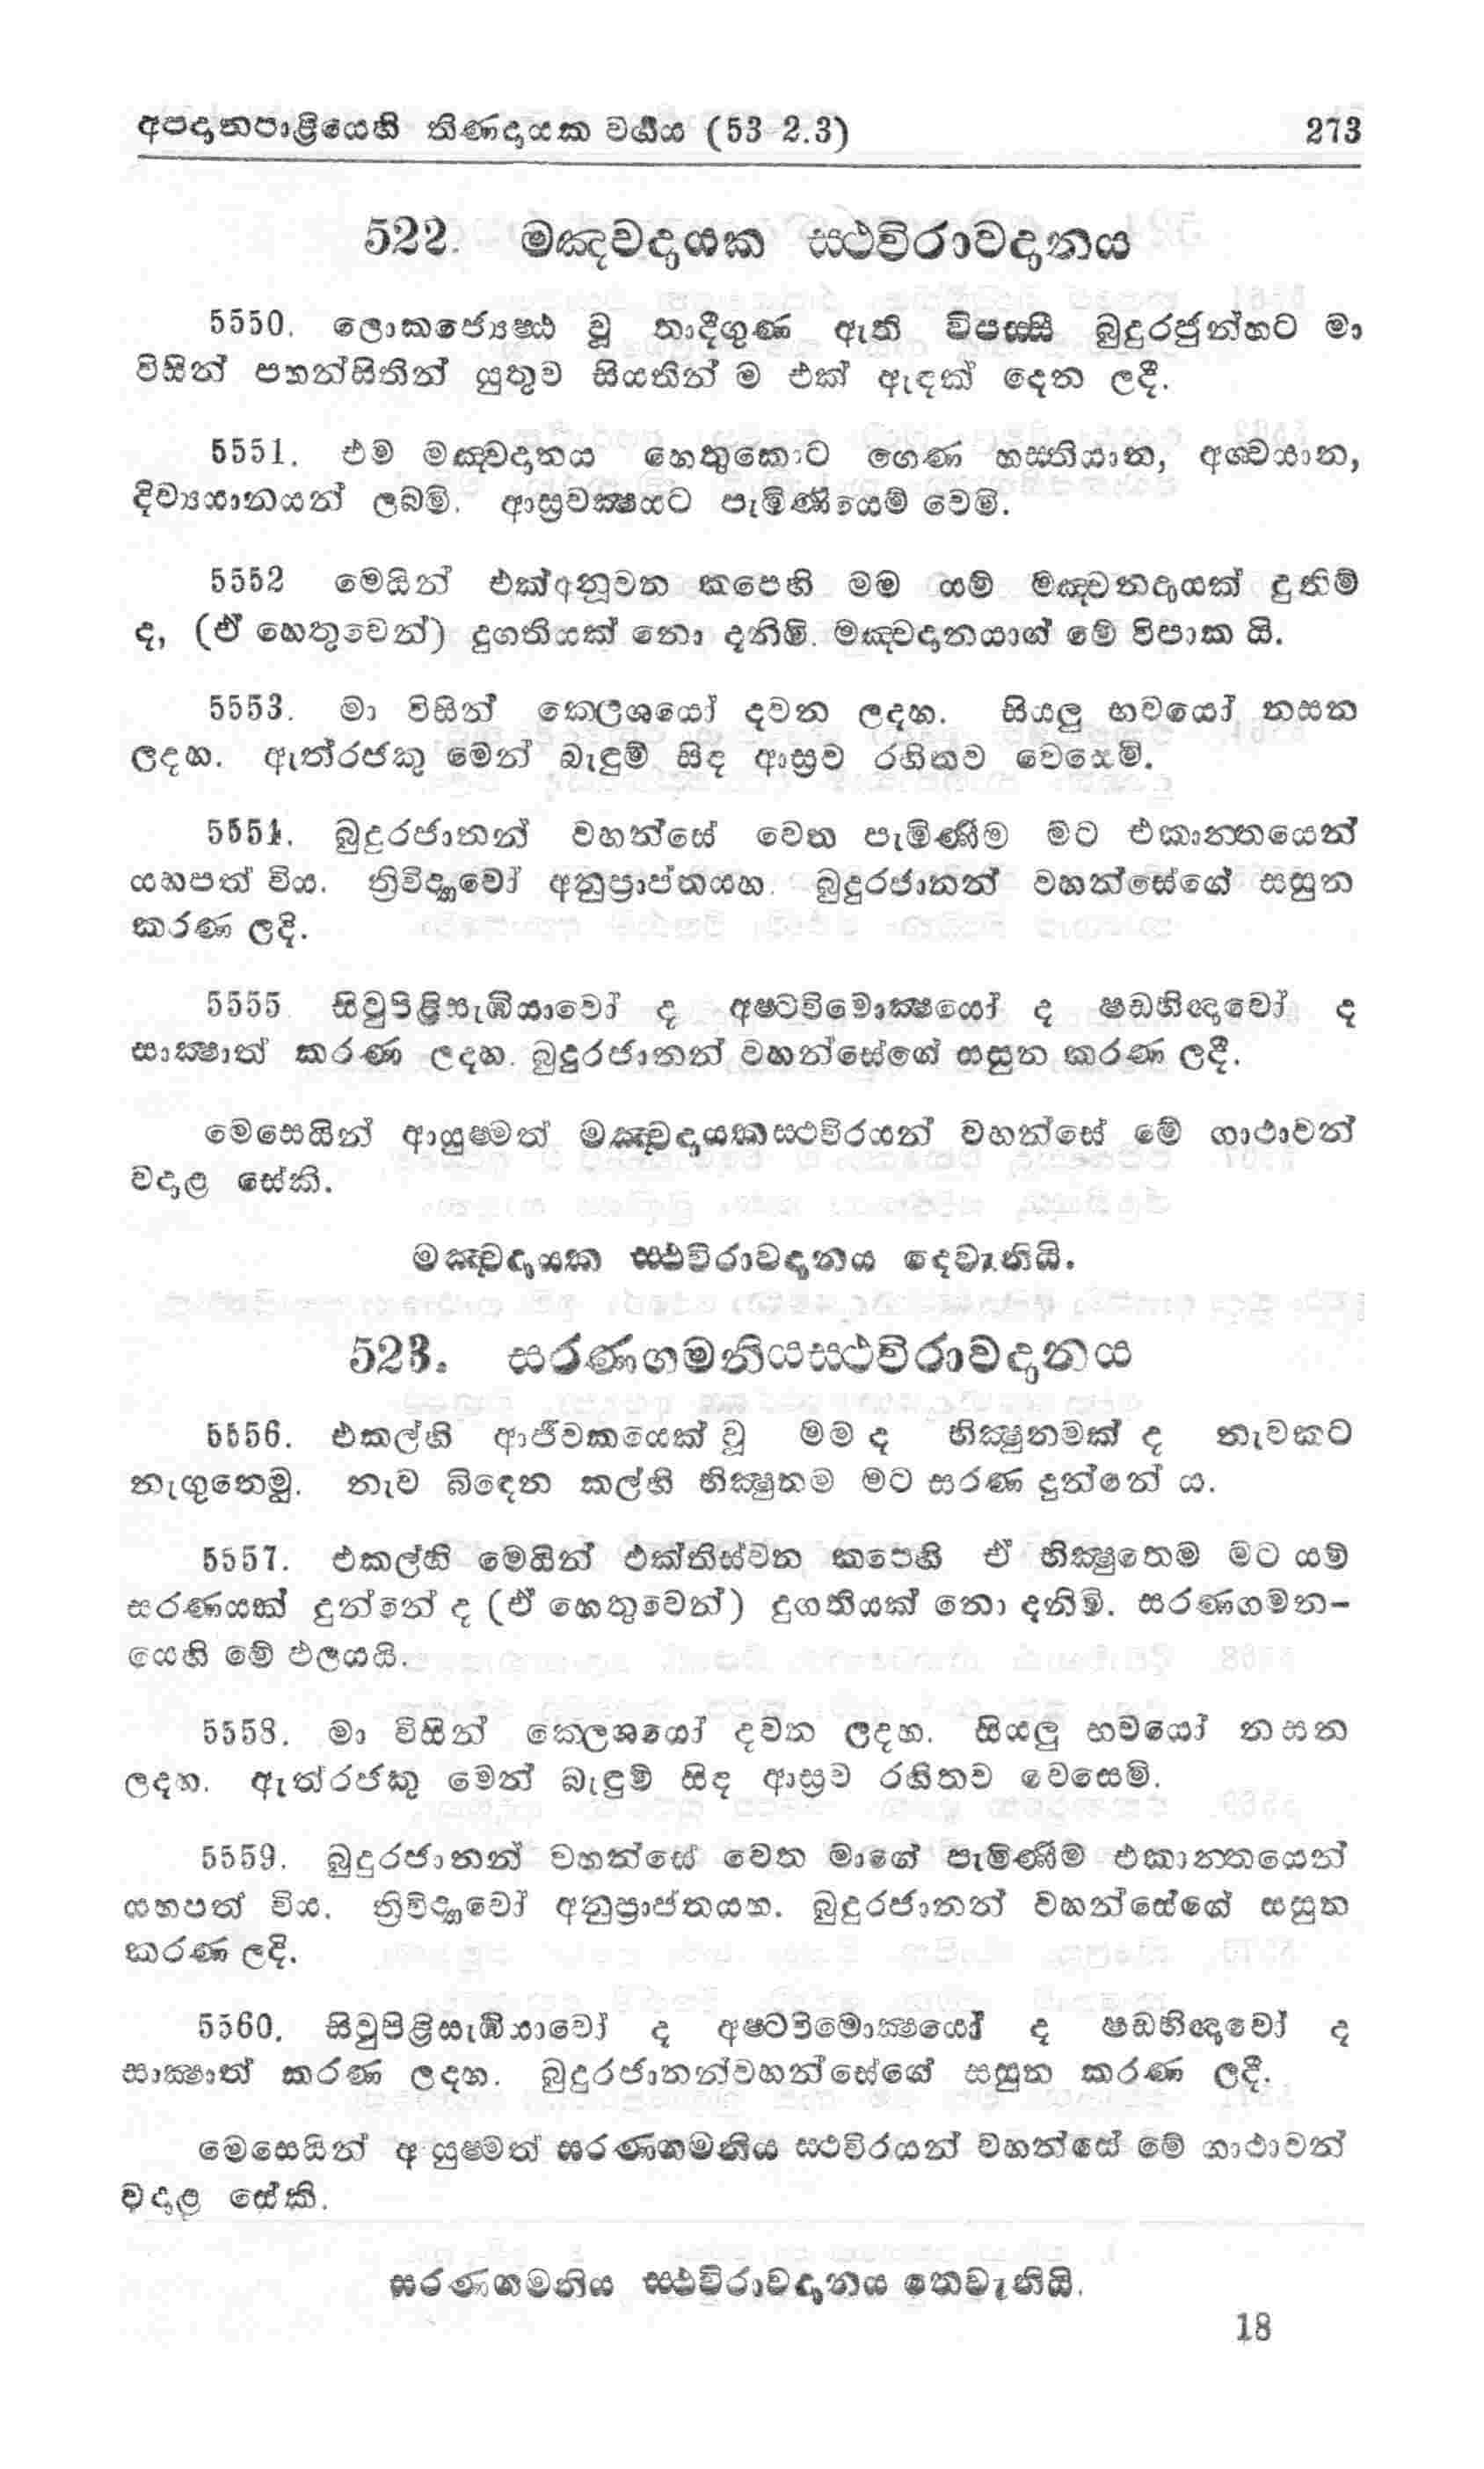 අපදානපාළියෙහි තිණදායක වර්ගය (53 2.3) 273
522. මඤ්චදායක ස්ථවිරාවදානය
5550. ලොකජ්‍යෙෂ්ඨ වූ තාදීගුණ ඇති විපස්සී බුදුරජුන්හට මා
විසින් පහන්සිතින් යුතුව සියතින් ම එක් ඇඳක් දෙන ලදී.
5551. එම මඤ්චදානය හෙතුකොට ගෙණ හස්තියාන, අශ්වයාන,
දිව්‍යයානයන් ලබම්. ආස්‍රවක්‍ෂයට පැමිණියෙම් වෙමි.
5552 මෙයින් එක්අනූවන කපෙහි මම යම් මඤ්චනදායක් දුනිම්
ද, (ඒ හෙතුවෙන්) දුගතියක් නො දනිමි. මඤ්චදානයාගේ මේ විපාක යි.
5553. මා විසින් කෙලශයෝ දවන ලදහ. සියලු භවයෝ නසන
ලදහ. ඇත්රජකු මෙන් බැඳුම් සිඳ ආස්‍රව රහිතව වෙසෙමි.
5554. බුදුරජානන් වහන්සේ වෙත පැමිණීම මට එකාන්තයෙන්
යහපත් විය. ත්‍රිවිද්‍යාවෝ අනුප්‍රාප්තයහ. බුදුරජානන් වහන්සේගේ සසුන
කරණ ලදි.
5555 සිවුපිළිසැඹියාවෝ ද අෂ්ටවිමොක්‍ෂයෝ ද ෂඩභිඥාවෝ ද
සාක්‍ෂාත් කරණ ලදහ. බුදුරජානන් වහන්සේගේ සසුන කරණ ලදී.
මෙසෙයින් ආයුෂ්මත් මඤ්චදායකස්ථවිරයන් වහන්සේ මේ ගාථාවන්
වදාළ සේකි.
මඤ්චදායක ස්ථවිරාවදානය දෙවැනියි.
523. සරණගමනියස්ථවිරාවදානය
5556. එකල්හි ආජීවකයෙක් වූ මම ද භික්‍ෂුනමක් ද නැවකට
නැගුනෙමු. නැව බිඳෙන කල්හි භික්‍ෂුතම මට සරණ දුන්නේ ය.
5557. එකල්හි මෙයින් එක්තිස්වන කපෙහි ඒ භික්‍ෂුතෙම මට යම්
සරණයක් දුන්නේ ද (ඒ හෙතුවෙන්) දුගතියක් නො දනිමි. සරණගමන-
යෙහි මේ ඵලයයි.
5558. මා විසින් කෙලශයෝ දවන ලදහ. සියලු භවයෝ නසන
ලදහ. ඇත්රජකු මෙන් බැඳුම් සිඳ ආස්‍රව රහිතව වෙසෙමි.
5559. බුදුරජානන් වහන්සේ වෙත මාගේ පැමිණීම එකාන්තයෙන්
යහපත් විය. ත්‍රිවිද්‍යාවෝ අනුප්‍රාප්තයහ. බුදුරජානන් වහන්සේගේ සසුන
කරණ ලදි.
5560. සිවුපිළිසැඹියාවෝ ද අෂ්ටවිමොක්‍ෂයෝ ද ෂඩභිඥාවෝ ද
සාක්‍ෂාත් කරණ ලදහ. බුදුරජානන්වහන්සේගේ සසුන කරණ ලදී.
මෙසෙයින් අයුෂ්මත් සරණගමනිය ස්ථවිරයන් වහන්සේ මේ ගාථාවන්
වදාළ සේකි.
සරණගමනිය ස්ථවිරාවදානය තෙවැනියි.
18